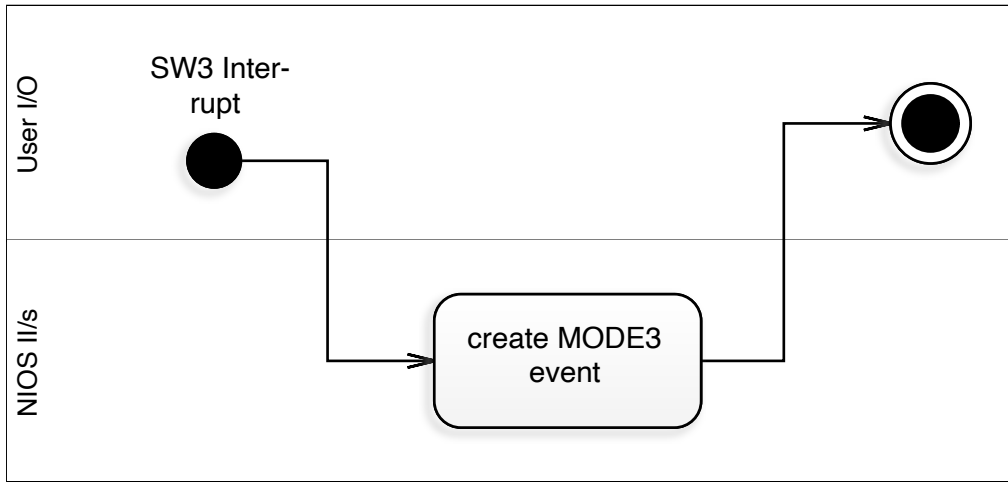 User I/O
SW3 Inter-
rupt
NIOS II/s
create MODE3
event